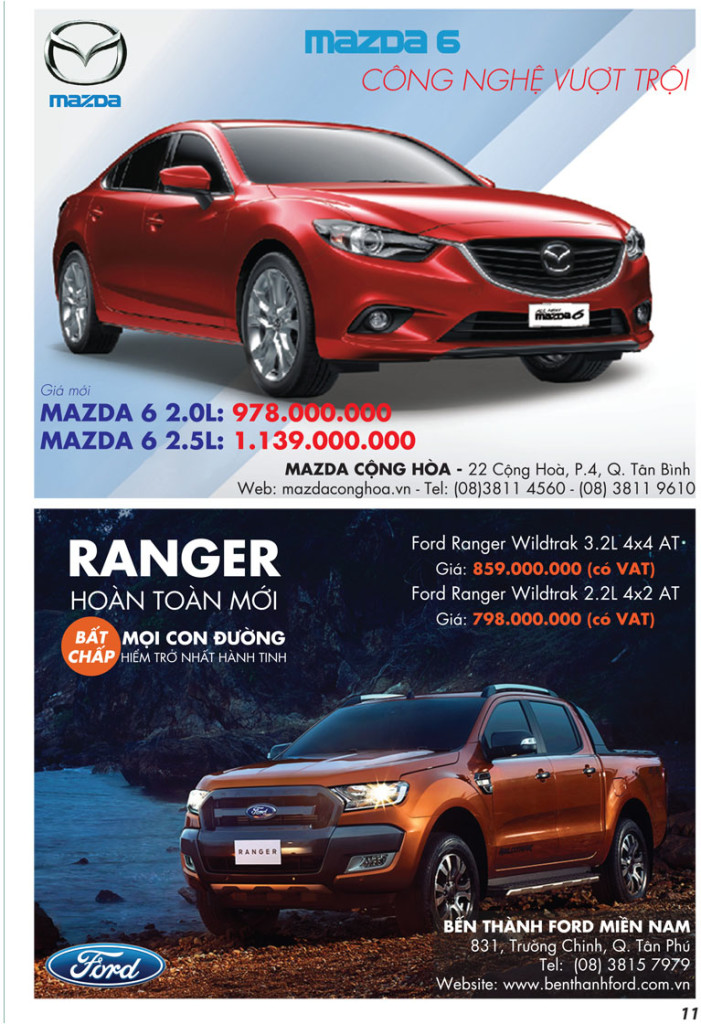 mazda 6
CÔNG NGHỆ VƯỢT TRỘI
mazda
ALL NEW
mazda 6
Giá mới
MAZDA 6 2.0L: 978.000.000
MAZDA 6 2.5L: 1.139.000.000
MAZDA CỘNG HÒA - 22 Cộng Hoà, P.4, Q. Tân Bình
Web: mazdaconghoa.vn - Tel: (08)3811 4560 - (08) 3811 9610
RANGER
HOÀN TOÀN MỚI
BẤT CHẤP MỌI CON ĐƯỜNG
HIỂM TRỞ NHẤT HÀNH TINH
Ford Ranger Wildtrak 3.2L 4x4 AT
Giá: 859.000.000 (có VAT)
Ford Ranger Wildtrak 2.2L 4x2 AT
Giá: 798.000.000 (có VAT)
Ford
RANGER
BẾN THÀNH FORD MIỀN NAM
831, Trường Chinh, Q. Tân Phú
Tel: (08) 3815 7979
Website: www.benthanhford.com.vn
Ford
11